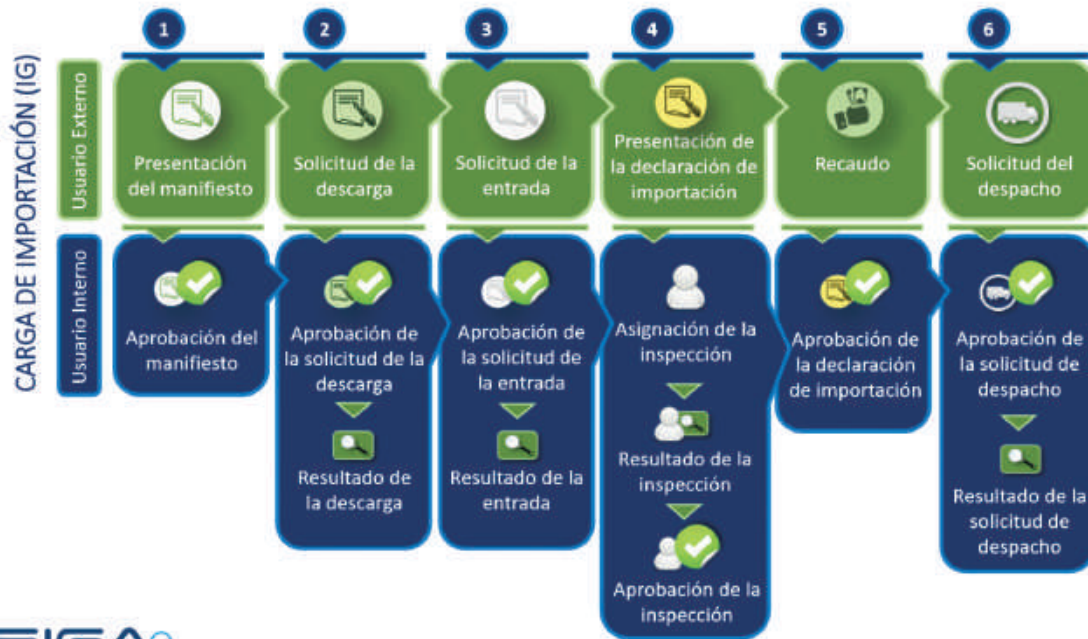 CARGA DE IMPORTACIÓN (IG)
1
2
3
4
5
6
Usuario Externo
Presentación
del manifiesto
Solicitud de la
descarga
Solicitud de la
entrada
Presentación de
la declaración de
importación
Recaudo
Solicitud del
despacho
Usuario Interno
Aprobación del
manifiesto
Aprobación de
la solicitud de la
descarga
Resultado de
la descarga
Aprobación de
la solicitud de
la entrada
Resultado de la
entrada
Asignación de la
inspección
Resultado de la
inspección
Aprobación de la
inspección
Aprobación de
la declaración
de importación
Aprobación de
la solicitud de
despacho
Resultado de la
solicitud de
despacho